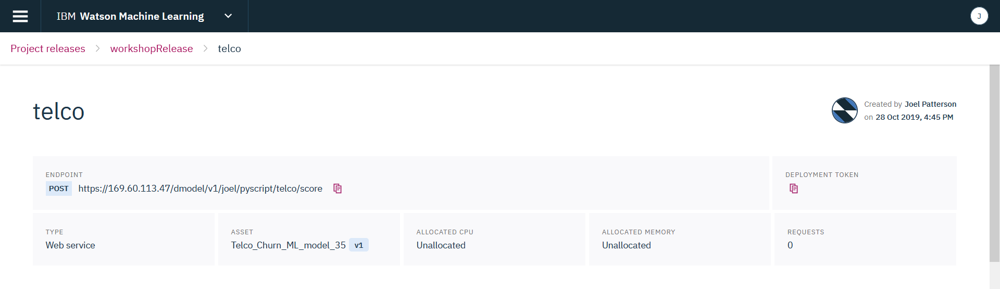 IBM Watson Machine Learning
J
Project releases > workshopRelease > telco
telco
Created by Joel Patterson
on 28 Oct 2019, 4:45 PM
ENDPOINT
POST https://169.60.113.47/dmodel/v1/joel/pyscript/telco/score
DEPLOYMENT TOKEN
TYPE
Web service
ASSET
Telco_Churn_ML_model_35 v1
ALLOCATED CPU
Unallocated
ALLOCATED MEMORY
Unallocated
REQUESTS
0